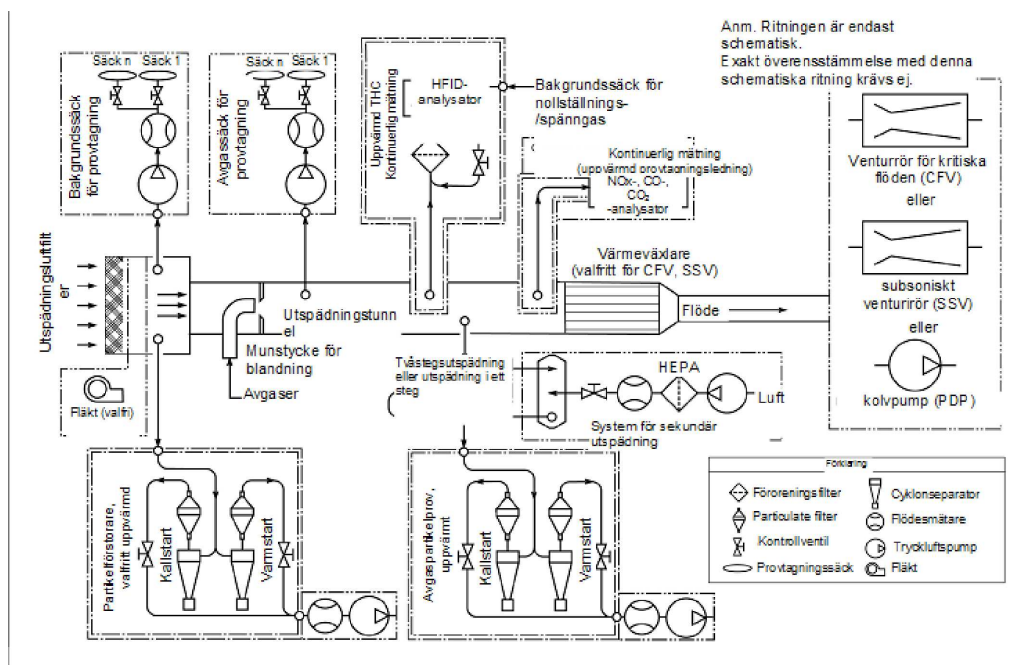 Anm. Ritningen är endast
schematisk.
Exakt överensstämmelse med denna
schematiska ritning krävs ej.
Säck n
Säck 1
Bakgrundssäck
för provtagning
Säck n
Säck 1
Avgassäck för
provtagning
Uppvärmd THC
Kontinuerlig mätning
HFID-
analysator
Bakgrundssäck för
nollställnings-
/spänngas
Kontinuerlig mätning
(uppvärmd provtagningsledning)
NOx-, CO-,
CO₂
-analysator
Venturrör för kritiska
flöden (CFV)
eller
subsoniskt
venturirör (SSV)
eller
kolvpump (PDP)
Utspädningsluftfilt
er
Värmeväxlare
(valfritt för CFV, SSV)
Flöde
Utspädningstunn
el
Munstycke för
blandning
Avgaser
Fläkt (valfri)
Tvåstegsutspädning
eller utspädning i ett
steg
(
HEPA
Luft
System för sekundär
utspädning
Partikelförstorare,
valfritt uppvärmd
Kallstart
Varmstart
Avgaspartikelprov,
uppvärmt
Kallstart
Varmstart
Förklaring
Föroreningsfilter
Cyklonseparator
Particulate filter
Flödesmätare
Kontrollventil
Tryckluftspump
Provtagningssäck
Fläkt